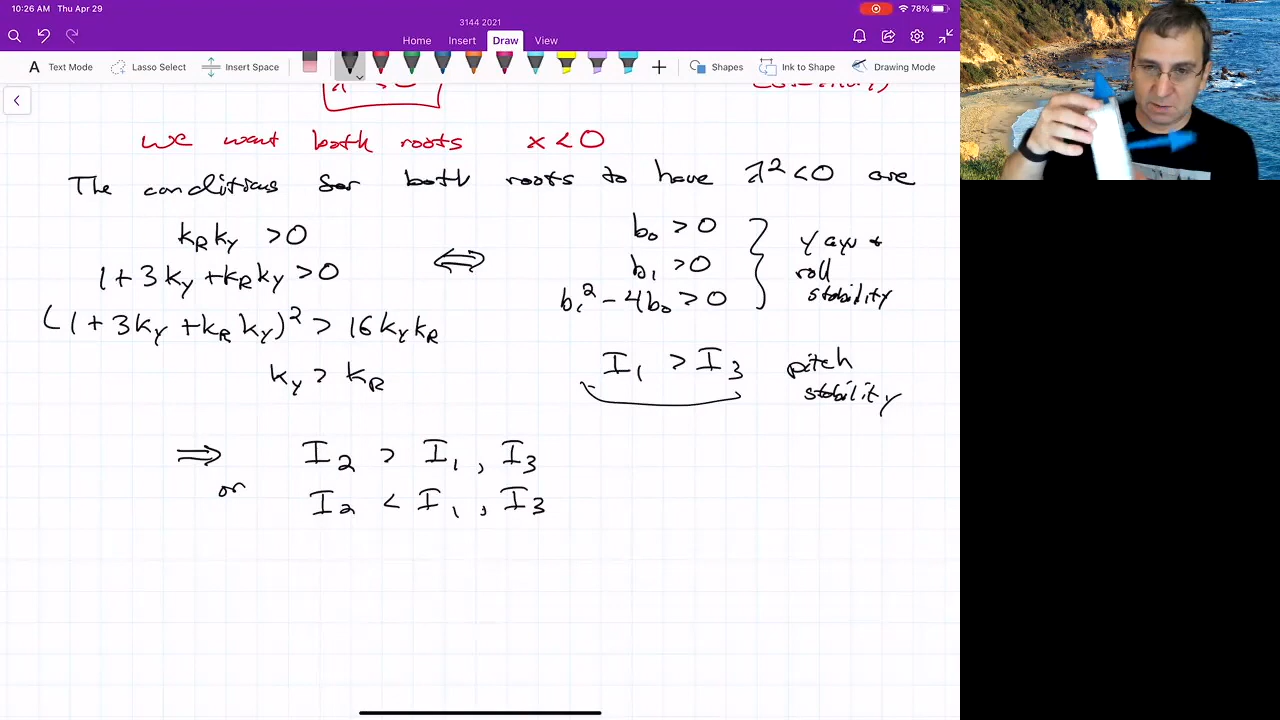 10:26 AM Thu Apr 29
78%
3144 2021
Home Insert Draw View
Text Mode Lasso Select Insert Space Shapes Ink to Shape Drawing Mode
we want both roots x < 0
The conditions for both roots to have λ² < 0 are
k_R k_Y > 0
1 + 3k_Y + k_R k_Y > 0
(1 + 3k_Y + k_R k_Y)² > 16 k_Y k_R
k_Y > k_R
⇔
b₀ > 0
b₁ > 0
b₁² - 4b₀ > 0
yaw +
roll
stability
I₁ > I₃ pitch
stability
⇒ I₂ > I₁, I₃
or I₂ < I₁, I₃